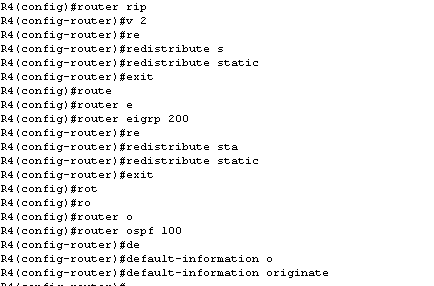 R4(config)#router rip
R4(config-router)#v 2
R4(config-router)#re
R4(config-router)#redistribute s
R4(config-router)#redistribute static
R4(config-router)#exit
R4(config)#route
R4(config)#router e
R4(config)#router eigrp 200
R4(config-router)#re
R4(config-router)#redistribute sta
R4(config-router)#redistribute static
R4(config-router)#exit
R4(config)#rot
R4(config)#ro
R4(config)#router o
R4(config)#router ospf 100
R4(config-router)#de
R4(config-router)#default-information o
R4(config-router)#default-information originate
R4(config-router)#